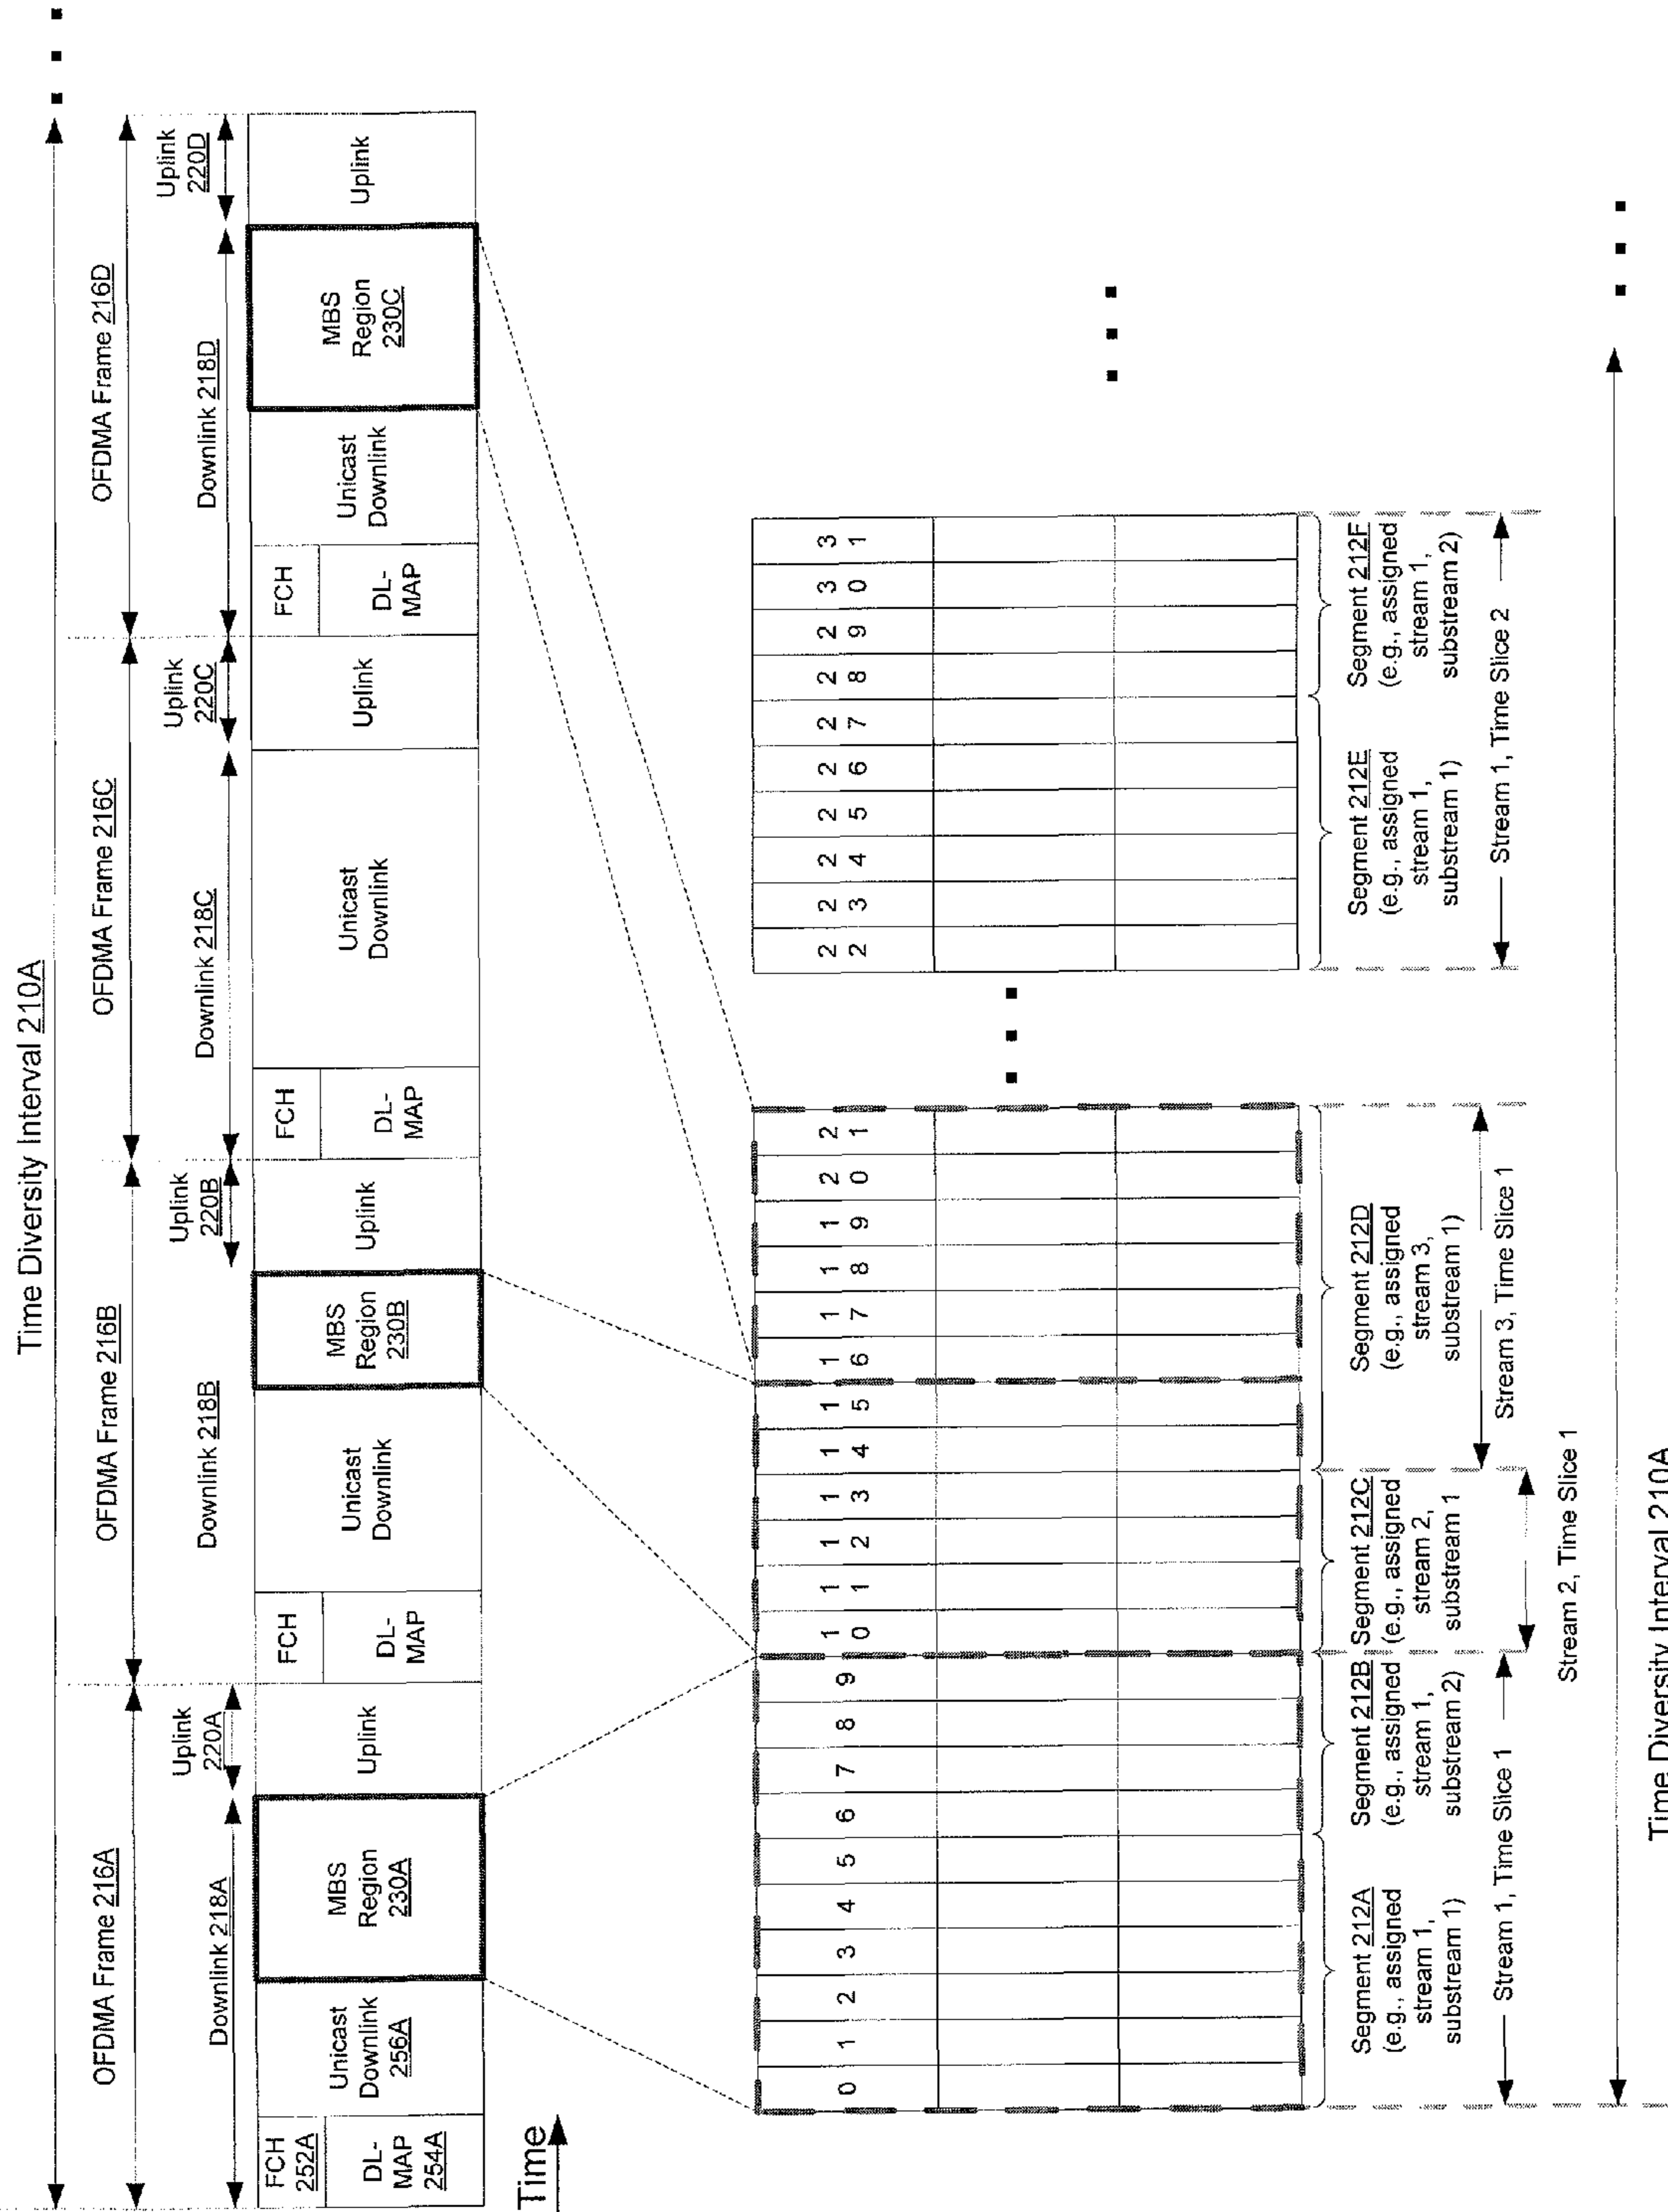 Time Diversity Interval 210A
OFDMA Frame 216A
OFDMA Frame 216B
OFDMA Frame 216C
OFDMA Frame 216D
Downlink 218A
Uplink
220A
Downlink 218B
Uplink
220B
Downlink 218C
Uplink
220C
Downlink 218D
Uplink
220D
FCH
252A
DL-
MAP
254A
Unicast
Downlink
256A
MBS
Region
230A
Uplink
FCH
DL-
MAP
Unicast
Downlink
MBS
Region
230B
Uplink
FCH
DL-
MAP
Unicast
Downlink
Uplink
FCH
DL-
MAP
Unicast
Downlink
MBS
Region
230C
Uplink
Time
0 1 2 3 4 5 6 7 8 9 10 11 12 13 14 15 16 17 18 19 20 21
22 23 24 25 26 27 28 29 30 31
Segment 212A
(e.g., assigned
stream 1,
substream 1)
Segment 212B
(e.g., assigned
stream 1,
substream 2)
Segment 212C
(e.g., assigned
stream 2,
substream 1
Segment 212D
(e.g., assigned
stream 3,
substream 1)
Segment 212E
(e.g., assigned
stream 1,
substream 1)
Segment 212F
(e.g., assigned
stream 1,
substream 2)
Stream 1, Time Slice 1
Stream 3, Time Slice 1
Stream 1, Time Slice 2
Stream 2, Time Slice 1
Time Diversity Interval 210A